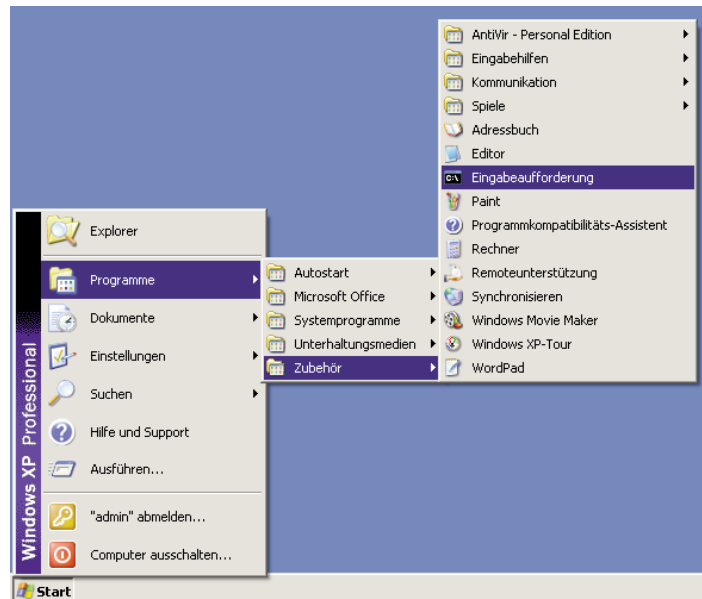 AntiVir - Personal Edition
Eingabehilfen
Kommunikation
Spiele
Adressbuch
Editor
Eingabeaufforderung
Paint
Programmkompatibilitäts-Assistent
Rechner
Remoteunterstützung
Synchronisieren
Windows Movie Maker
Windows XP-Tour
WordPad
Autostart
Microsoft Office
Systemprogramme
Unterhaltungsmedien
Zubehör
Explorer
Programme
Dokumente
Einstellungen
Suchen
Hilfe und Support
Ausführen...
"admin" abmelden...
Computer ausschalten...
Windows XP Professional
Start
C:\